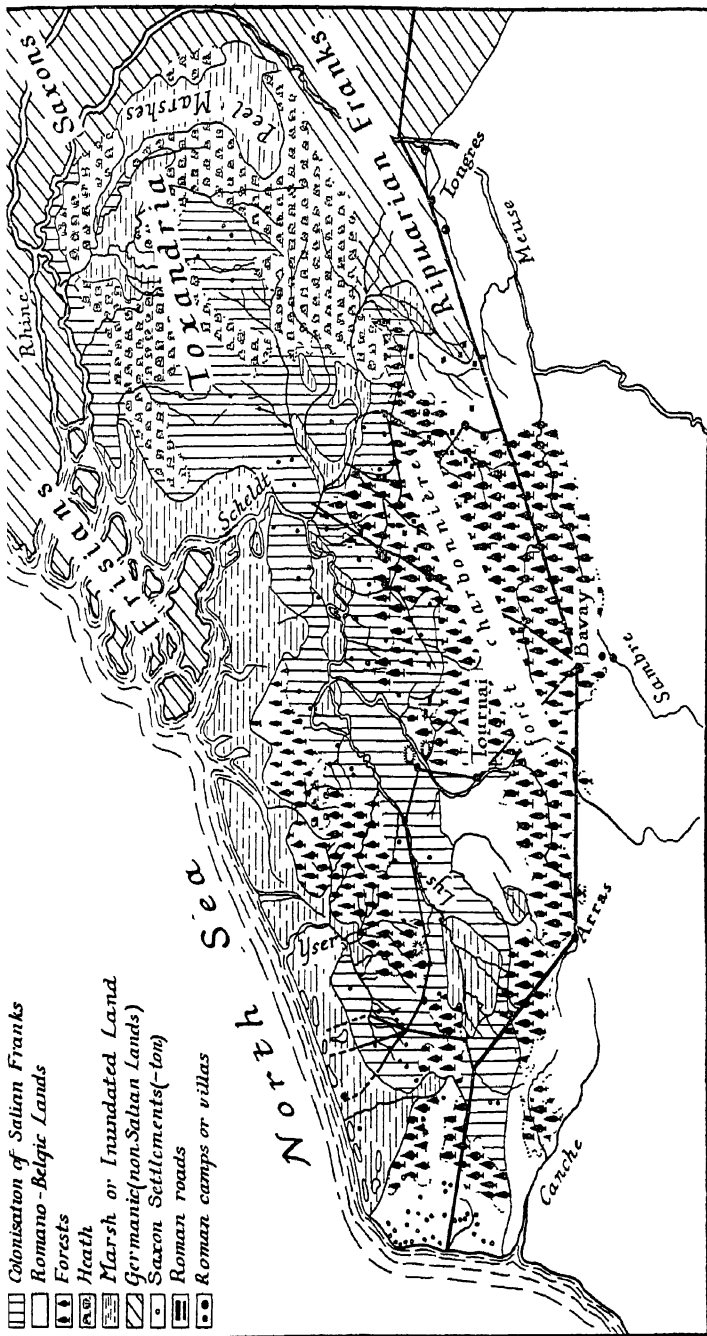 Colonisation of Salian Franks
Romano-Belgic Lands
Forests
Heath
Marsh or Inundated Land
Germanic (non Salian Lands)
Saxon Settlements (-ton)
Roman roads
Roman camps or villas
North Sea
Frisians
Saxons
Rhine
Toxandria
Peel Marshes
Ripuarian Franks
Scheldt
Tongres
Meuse
Forêt charbonnière
Tournai
Bavay
Sambre
Yser
Lys
Arras
Canche